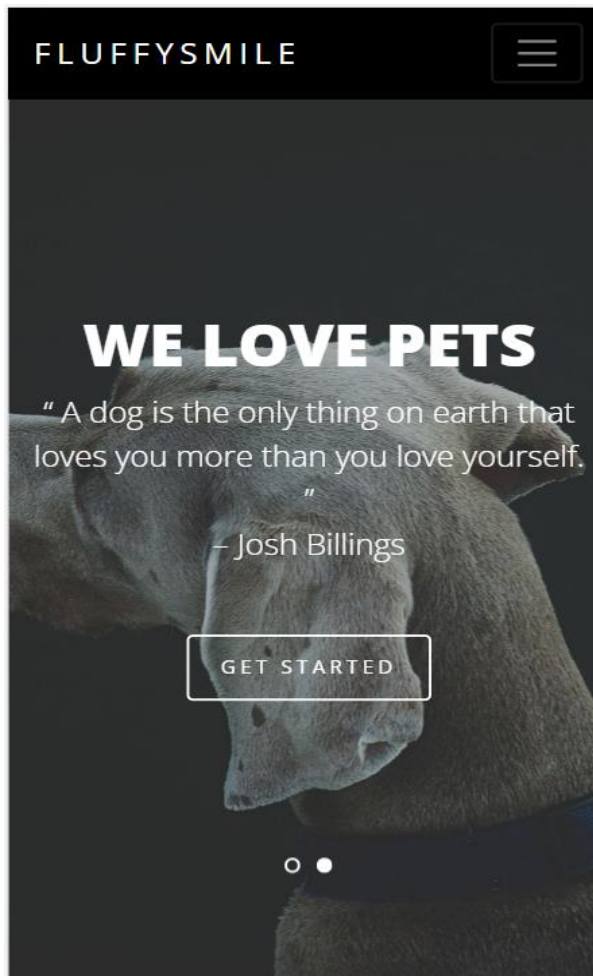 FLUFFYSMILE
WE LOVE PETS
“ A dog is the only thing on earth that
loves you more than you love yourself.
”
– Josh Billings
GET STARTED